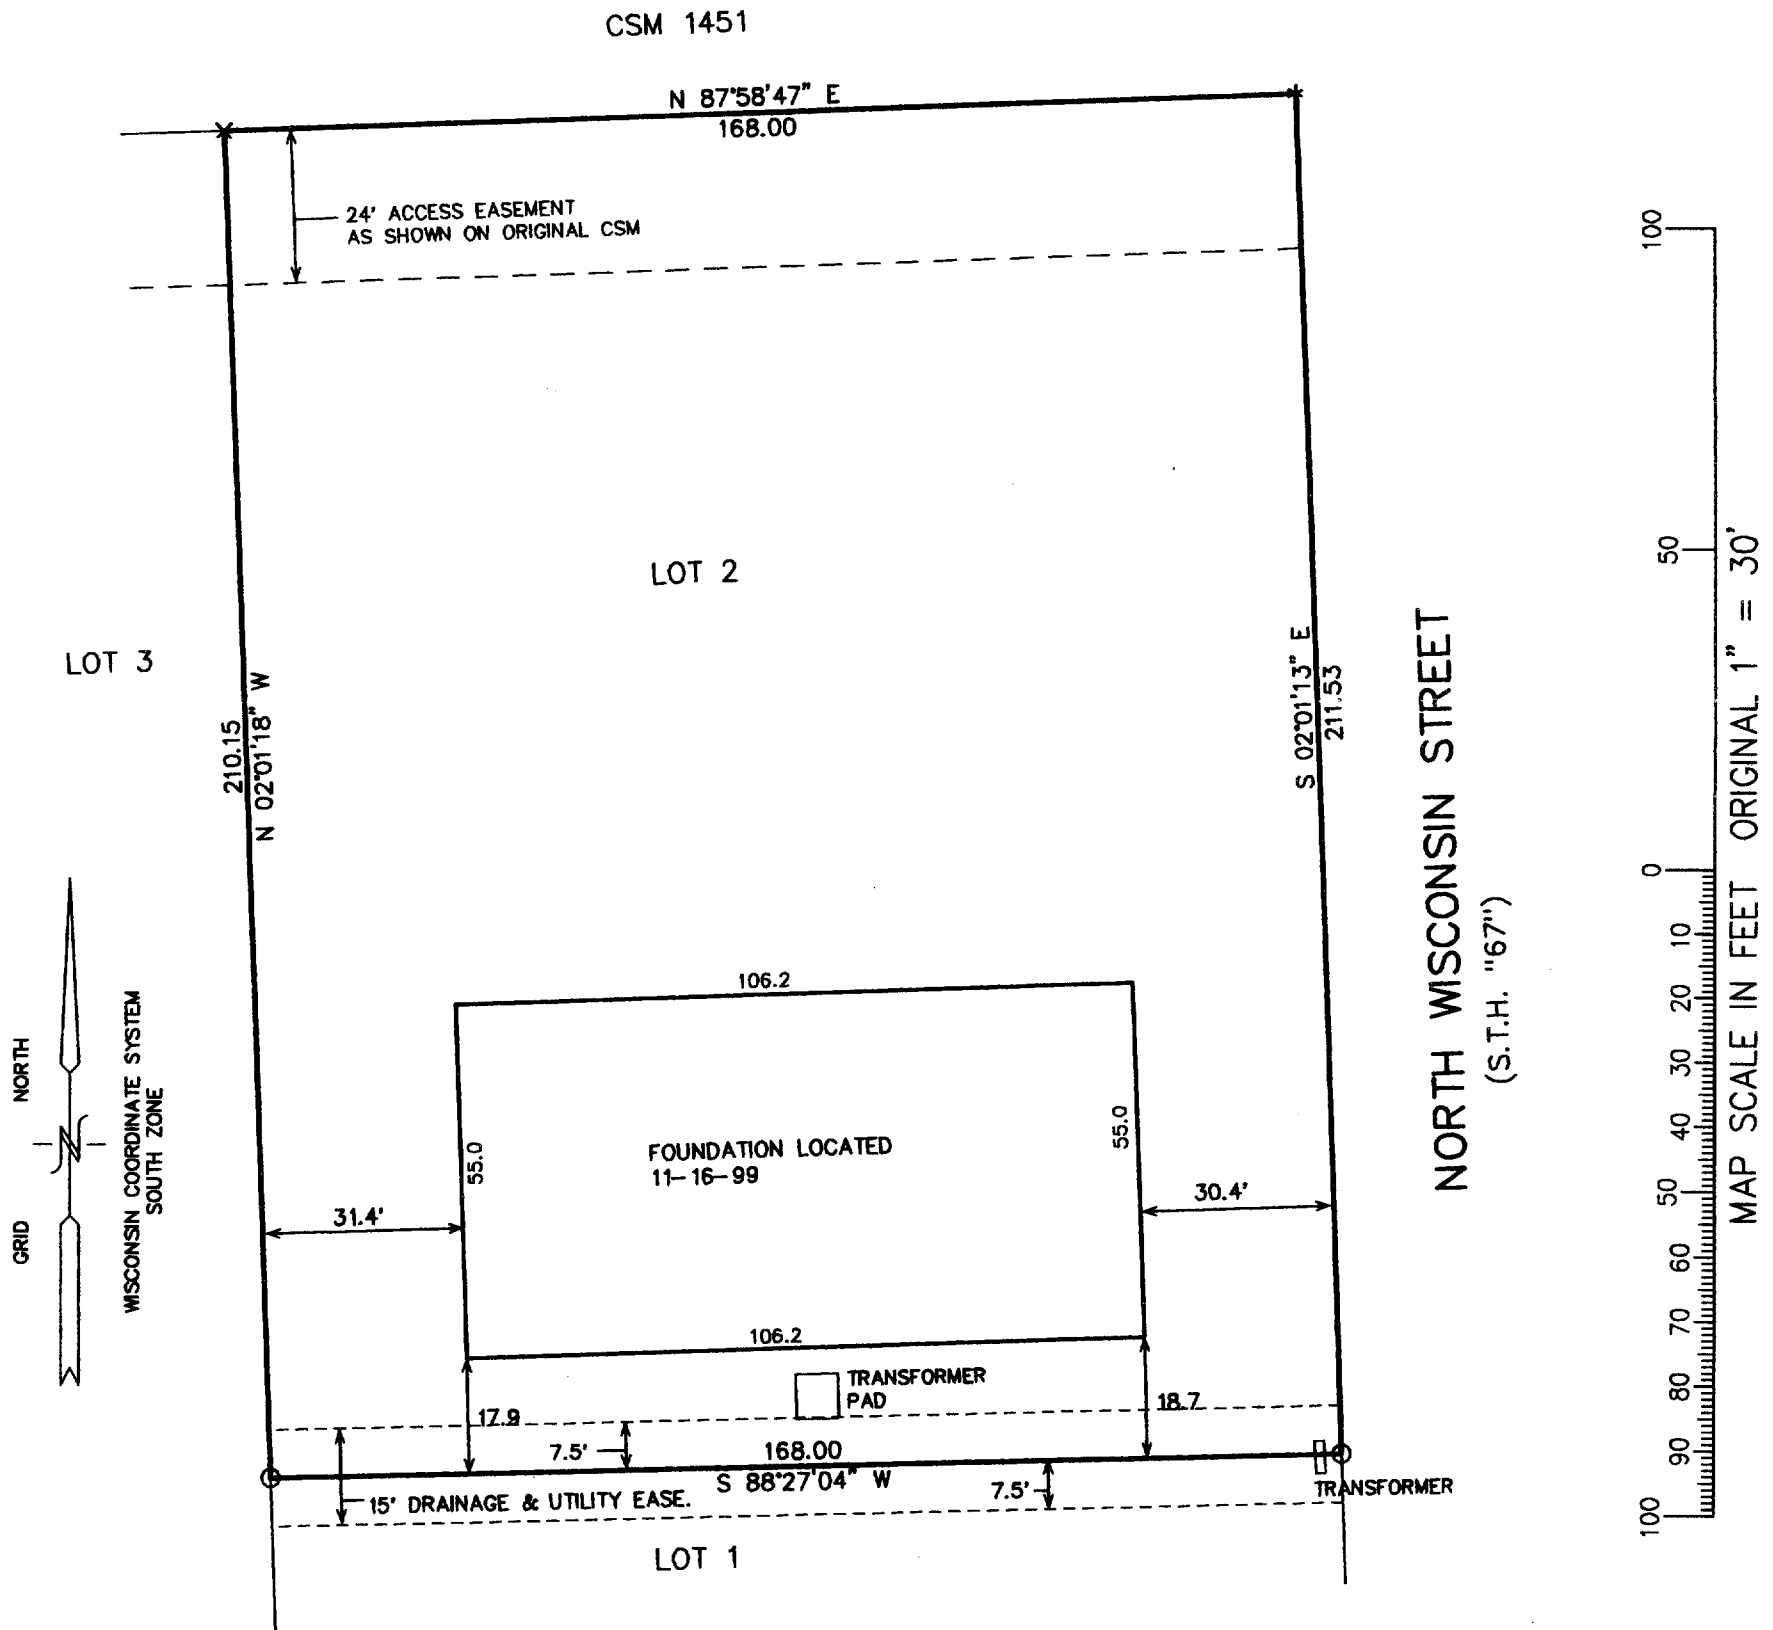 CSM 1451
N 87°58'47" E
168.00
24' ACCESS EASEMENT
AS SHOWN ON ORIGINAL CSM
LOT 2
LOT 3
210.15
N 02°01'18" W
S 02°01'13" E
211.53
NORTH WISCONSIN STREET
(S.T.H. "67")
GRID NORTH
WISCONSIN COORDINATE SYSTEM
SOUTH ZONE
106.2
55.0
55.0
FOUNDATION LOCATED
11-16-99
31.4'
30.4'
106.2
TRANSFORMER
PAD
17.9
18.7
7.5'
168.00
S 88°27'04" W
7.5'
15' DRAINAGE & UTILITY EASE.
TRANSFORMER
LOT 1
100
50
0
10
20
30
40
50
60
70
80
90
100
MAP SCALE IN FEET ORIGINAL 1" = 30'